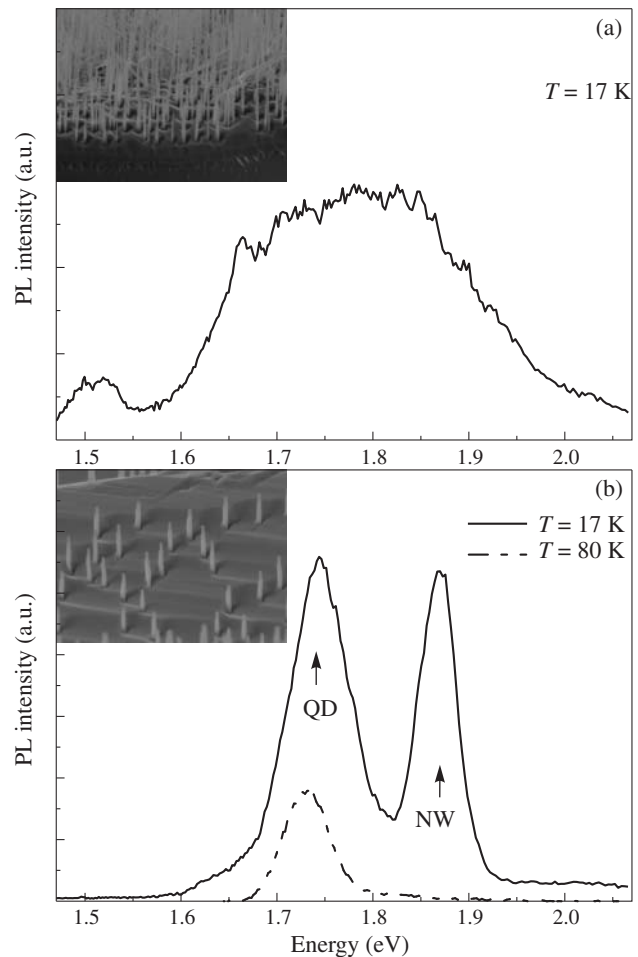 (a)
T = 17 K
PL intensity (a.u.)
1.5 1.6 1.7 1.8 1.9 2.0
(b)
T = 17 K
T = 80 K
QD
NW
PL intensity (a.u.)
1.5 1.6 1.7 1.8 1.9 2.0
Energy (eV)